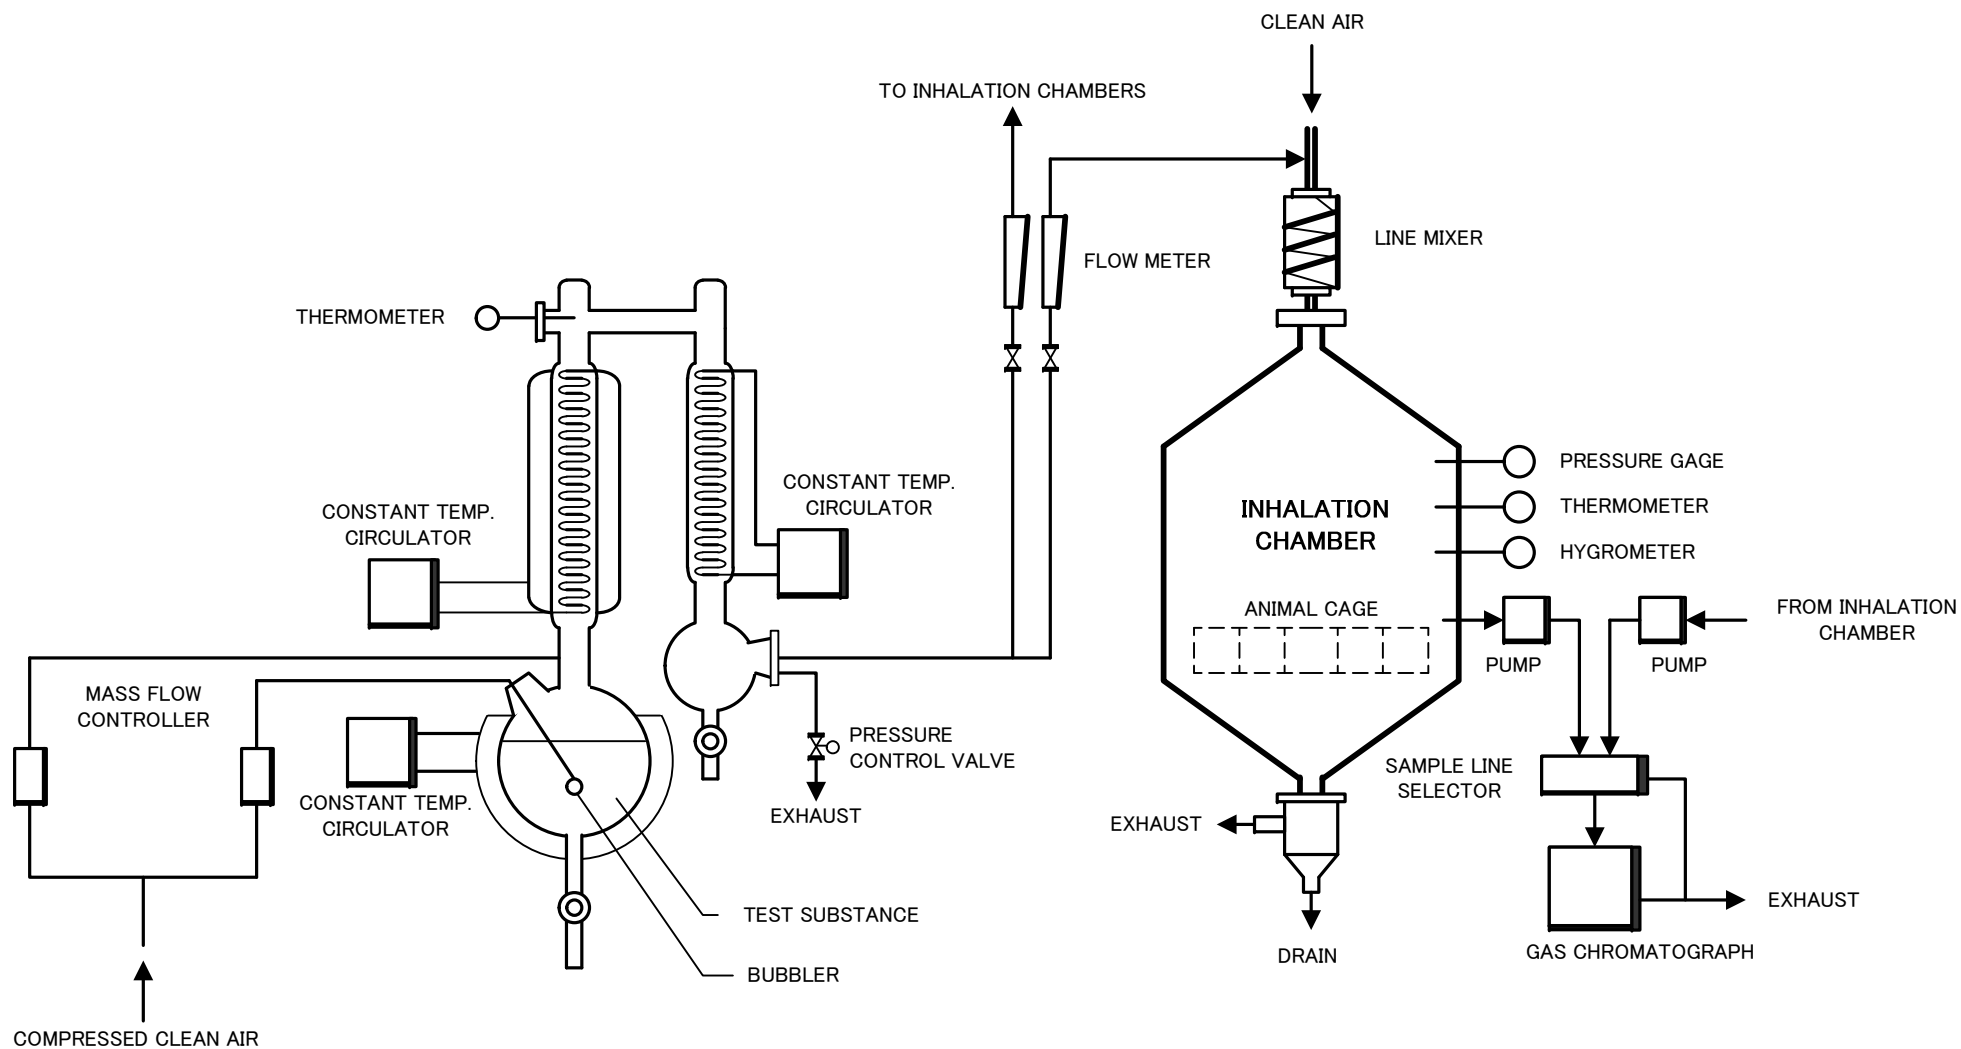 CLEAN AIR
TO INHALATION CHAMBERS
LINE MIXER
FLOW METER
THERMOMETER
PRESSURE GAGE
CONSTANT TEMP.
CIRCULATOR
THERMOMETER
INHALATION
CHAMBER
CONSTANT TEMP.
CIRCULATOR
HYGROMETER
ANIMAL CAGE
FROM INHALATION
CHAMBER
PUMP
PUMP
MASS FLOW
CONTROLLER
PRESSURE
CONTROL VALVE
SAMPLE LINE
SELECTOR
CONSTANT TEMP.
CIRCULATOR
EXHAUST
EXHAUST
EXHAUST
TEST SUBSTANCE
GAS CHROMATOGRAPH
DRAIN
BUBBLER
COMPRESSED CLEAN AIR